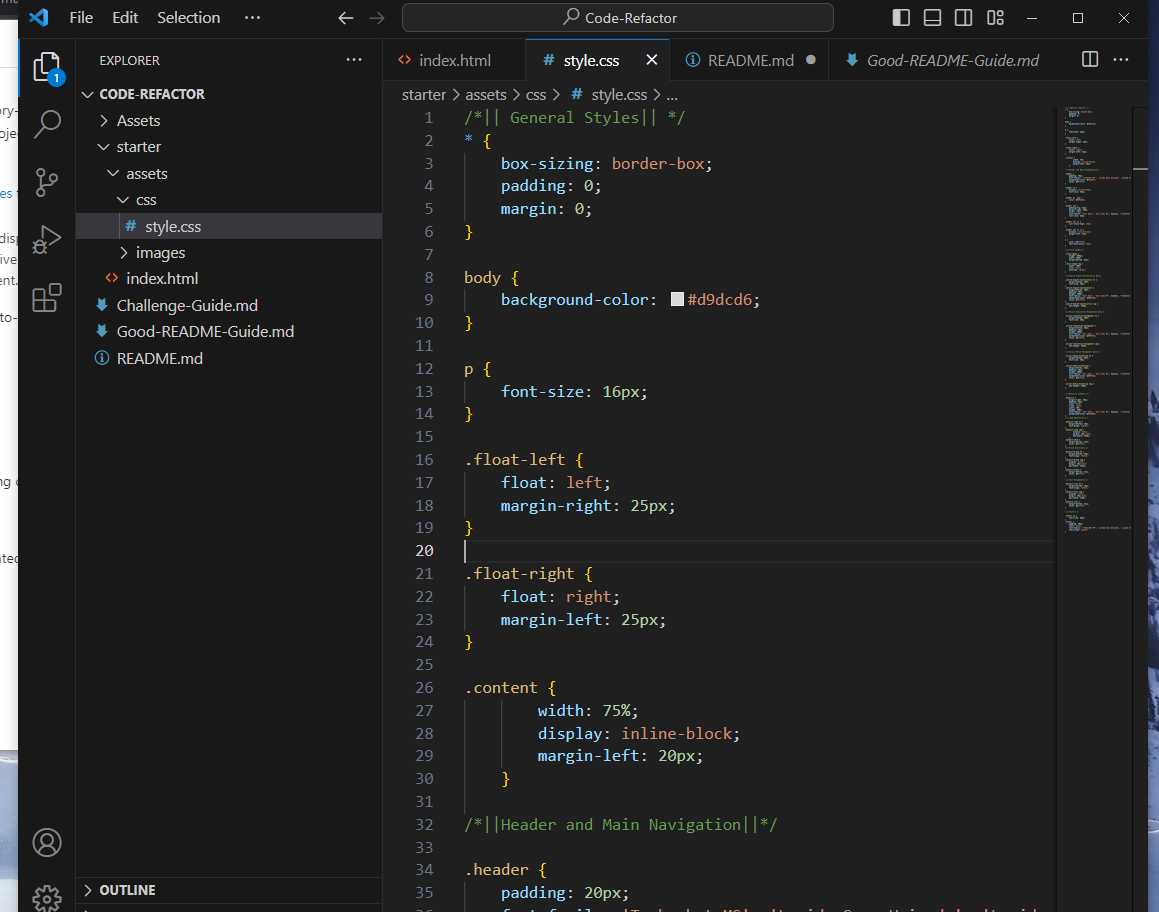 File Edit Selection ··· Code-Refactor
1
EXPLORER ···
CODE-REFACTOR
Assets
starter
assets
css
# style.css
images
<> index.html
Challenge-Guide.md
Good-README-Guide.md
README.md
OUTLINE
<> index.html # style.css README.md Good-README-Guide.md ···
starter > assets > css > # style.css > ...
1 /*|| General Styles|| */
2 * {
3 box-sizing: border-box;
4 padding: 0;
5 margin: 0;
6 }
7
8 body {
9 background-color: #d9dcd6;
10 }
11
12 p {
13 font-size: 16px;
14 }
15
16 .float-left {
17 float: left;
18 margin-right: 25px;
19 }
20
21 .float-right {
22 float: right;
23 margin-left: 25px;
24 }
25
26 .content {
27 width: 75%;
28 display: inline-block;
29 margin-left: 20px;
30 }
31
32 /*||Header and Main Navigation||*/
33
34 .header {
35 padding: 20px;